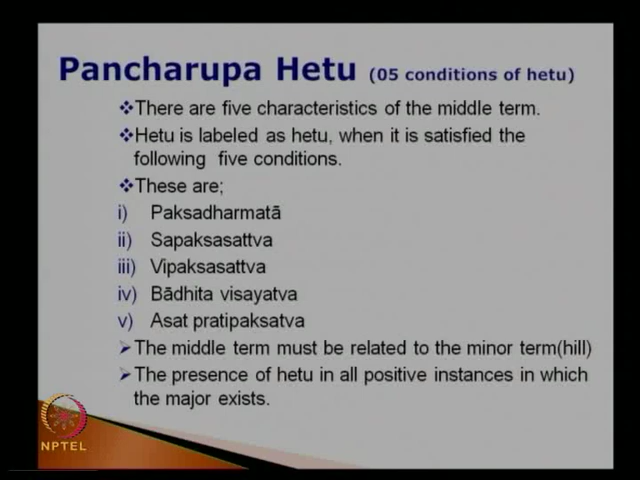 Pancharupa Hetu (05 conditions of hetu)
❖There are five characteristics of the middle term.
❖Hetu is labeled as hetu, when it is satisfied the
following five conditions.
❖These are;
i) Paksadharmatā
ii) Sapaksasattva
iii) Vipaksasattva
iv) Bādhita visayatva
v) Asat pratipaksatva
➢The middle term must be related to the minor term(hill)
➢The presence of hetu in all positive instances in which
the major exists.
NPTEL